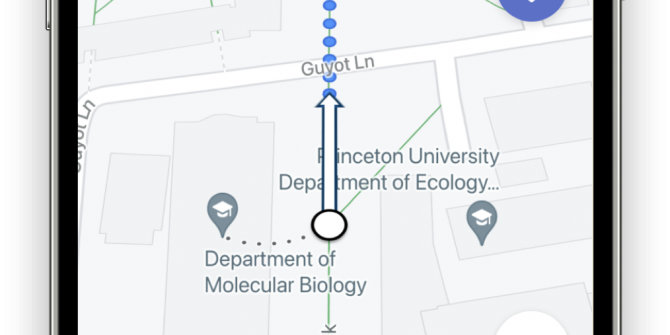 Guyot Ln
Guyot Ln
Princeton University
Department of Ecology...
Department of
Molecular Biology
k